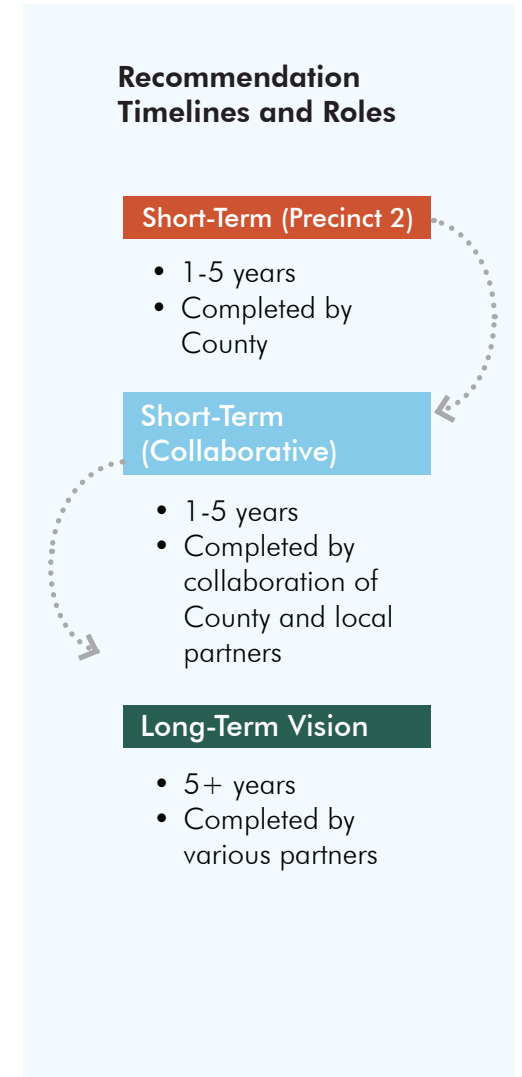 Recommendation
Timelines and Roles
Short-Term (Precinct 2)
• 1-5 years
• Completed by
County
Short-Term
(Collaborative)
• 1-5 years
• Completed by
collaboration of
County and local
partners
Long-Term Vision
• 5+ years
• Completed by
various partners